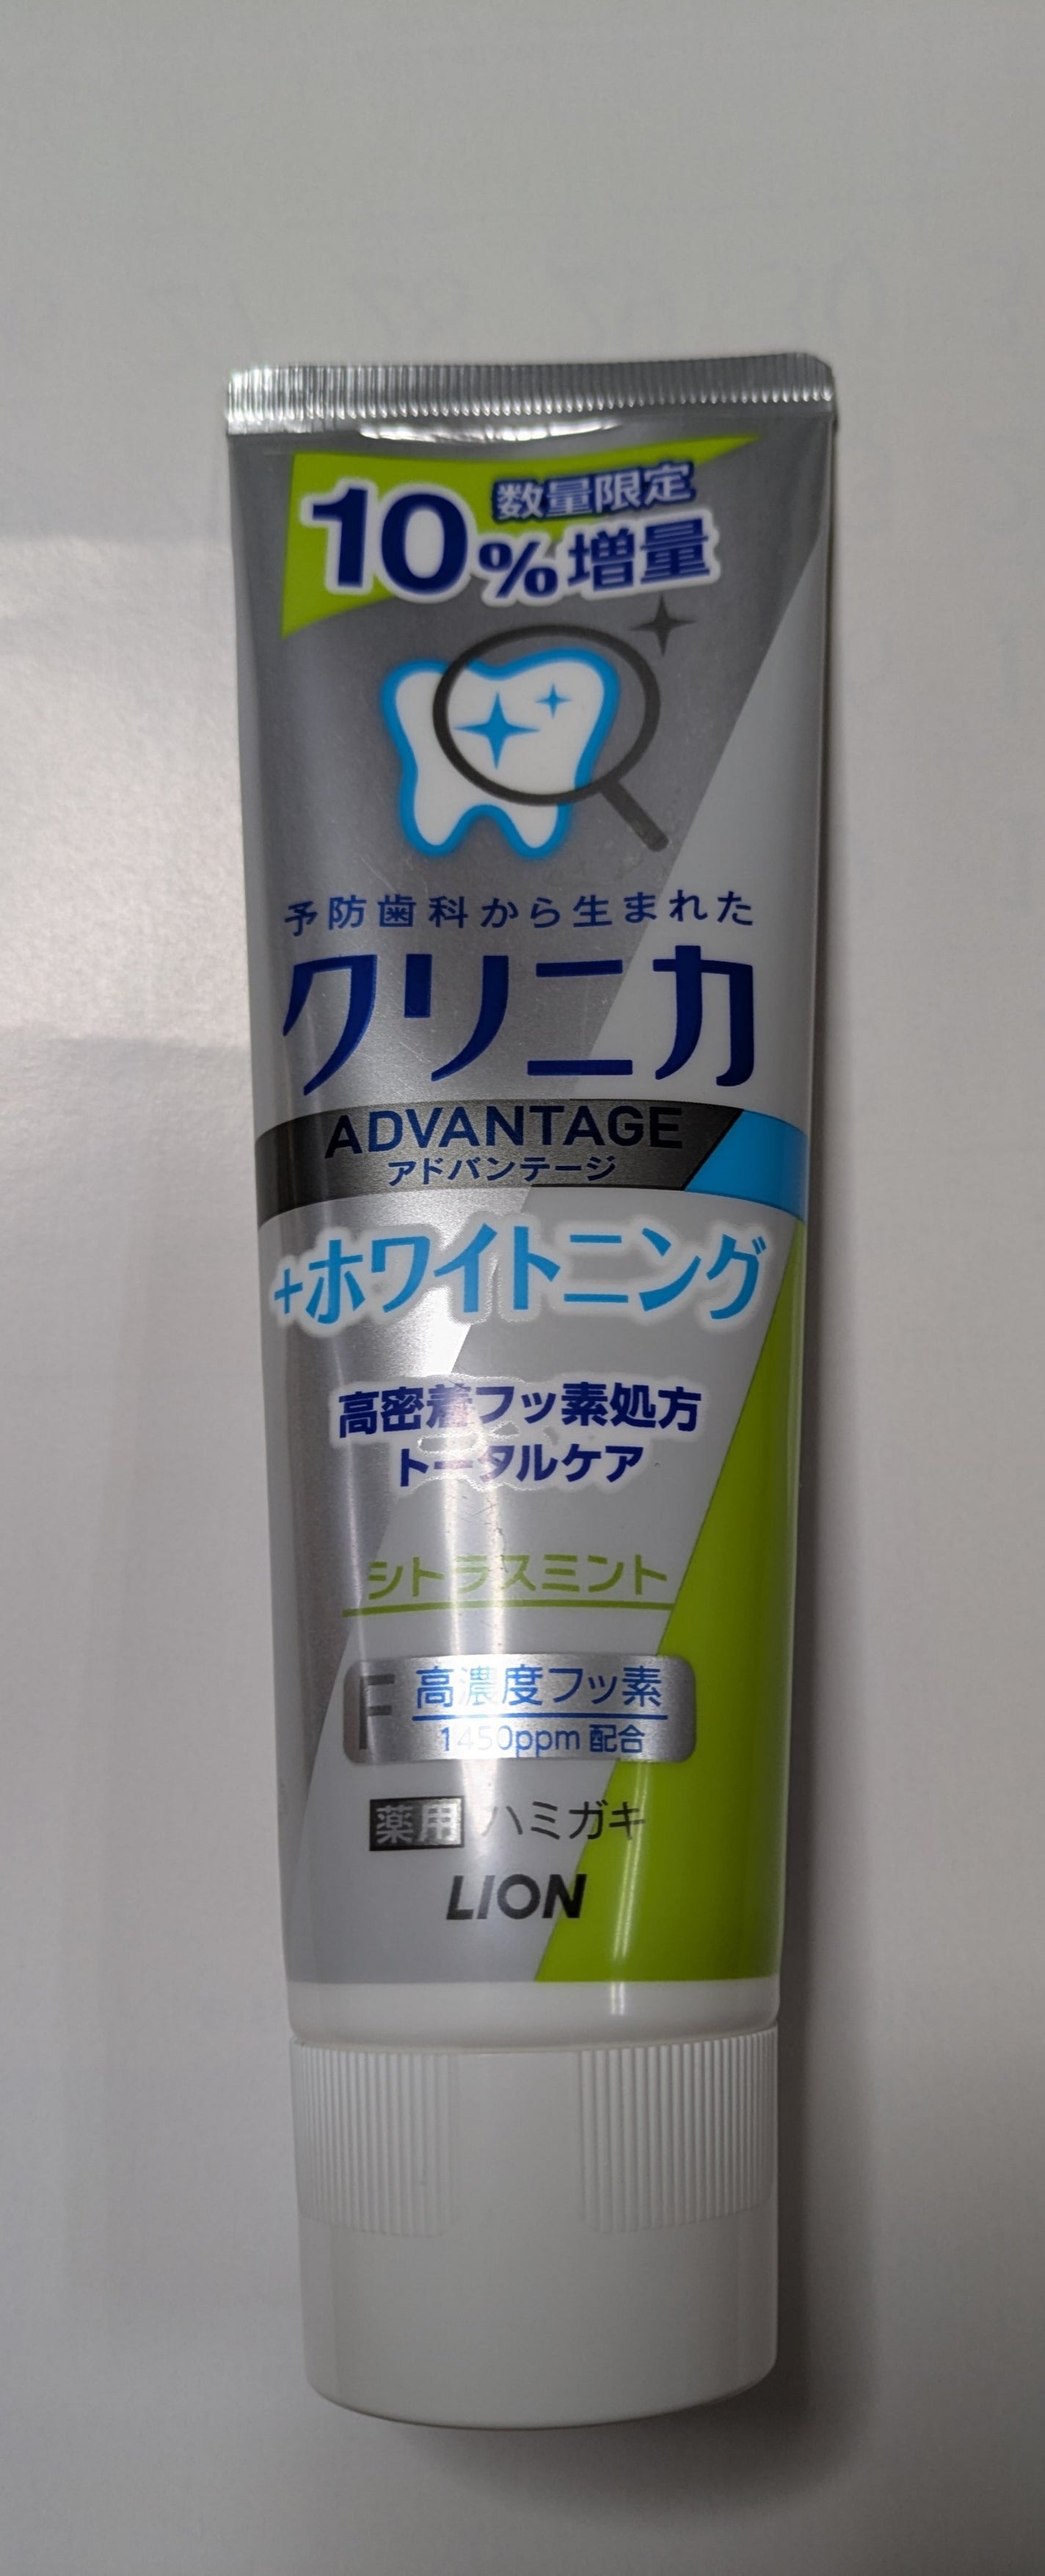 数量限定
10%増量
予防歯科から生まれた
クリニカ
ADVANTAGE
アドバンテージ
+ホワイトニング
高密着フッ素処方
トータルケア
シトラスミント
F 高濃度フッ素
1450ppm 配合
薬用 ハミガキ
LION